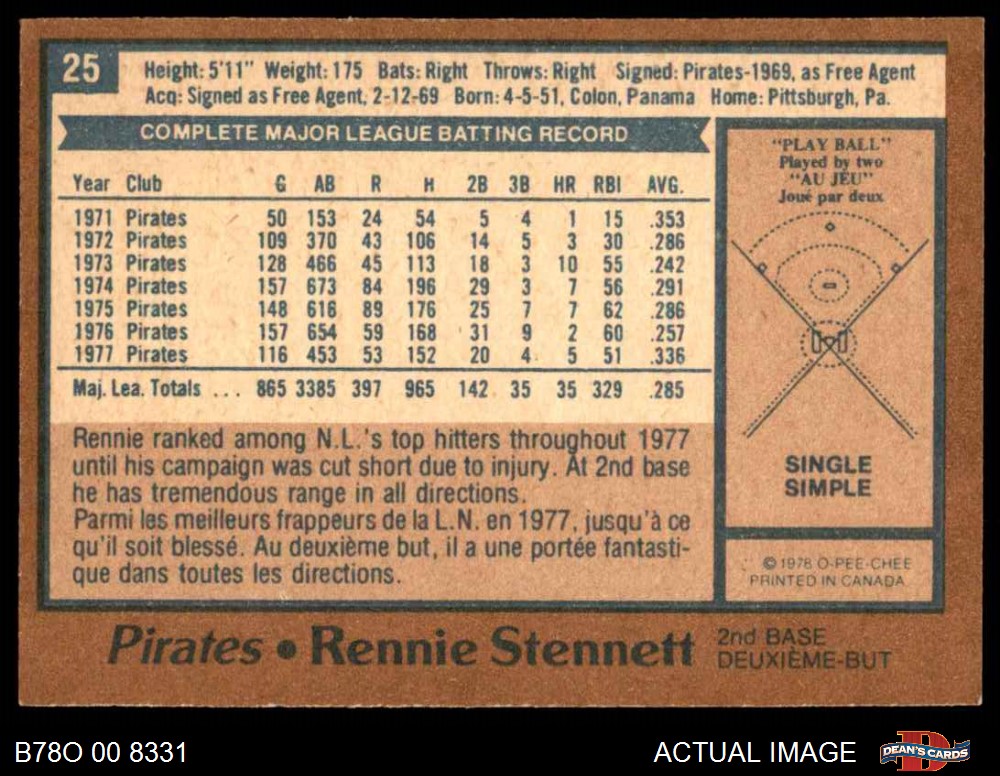 25
Height: 5'11" Weight: 175 Bats: Right Throws: Right Signed: Pirates-1969, as Free Agent
Acq: Signed as Free Agent, 2-12-69 Born: 4-5-51, Colon, Panama Home: Pittsburgh, Pa.
COMPLETE MAJOR LEAGUE BATTING RECORD
Year Club G AB R H 2B 3B HR RBI AVG.
1971 Pirates 50 153 24 54 5 4 1 15 .353
1972 Pirates 109 370 43 106 14 5 3 30 .286
1973 Pirates 128 466 45 113 18 3 10 55 .242
1974 Pirates 157 673 84 196 29 3 7 56 .291
1975 Pirates 148 616 89 176 25 7 7 62 .286
1976 Pirates 157 654 59 168 31 9 2 60 .257
1977 Pirates 116 453 53 152 20 4 5 51 .336
Maj. Lea. Totals ... 865 3385 397 965 142 35 35 329 .285
Rennie ranked among N.L.'s top hitters throughout 1977
until his campaign was cut short due to injury. At 2nd base
he has tremendous range in all directions.
Parmi les meilleurs frappeurs de la L.N. en 1977, jusqu'à ce
qu'il soit blessé. Au deuxième but, il a une portée fantasti-
que dans toutes les directions.
"PLAY BALL"
Played by two
"AU JEU"
Joué par deux
SINGLE
SIMPLE
© 1978 O-PEE-CHEE
PRINTED IN CANADA
Pirates • Rennie Stennett
2nd BASE
DEUXIÈME-BUT
B78O 00 8331
ACTUAL IMAGE
DEAN'S CARDS